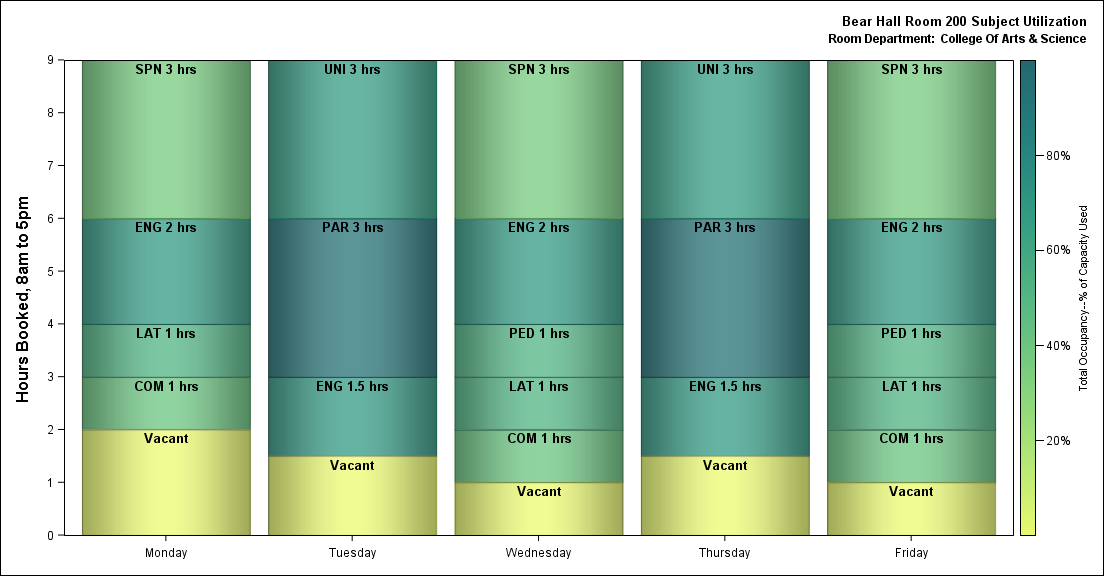 Bear Hall Room 200 Subject Utilization
Room Department: College Of Arts & Science
Hours Booked, 8am to 5pm
9
8
7
6
5
4
3
2
1
0
SPN 3 hrs
ENG 2 hrs
LAT 1 hrs
COM 1 hrs
Vacant
UNI 3 hrs
PAR 3 hrs
ENG 1.5 hrs
Vacant
SPN 3 hrs
ENG 2 hrs
PED 1 hrs
LAT 1 hrs
COM 1 hrs
Vacant
UNI 3 hrs
PAR 3 hrs
ENG 1.5 hrs
Vacant
SPN 3 hrs
ENG 2 hrs
PED 1 hrs
LAT 1 hrs
COM 1 hrs
Vacant
Monday
Tuesday
Wednesday
Thursday
Friday
80%
60%
40%
20%
Total Occupancy--% of Capacity Used